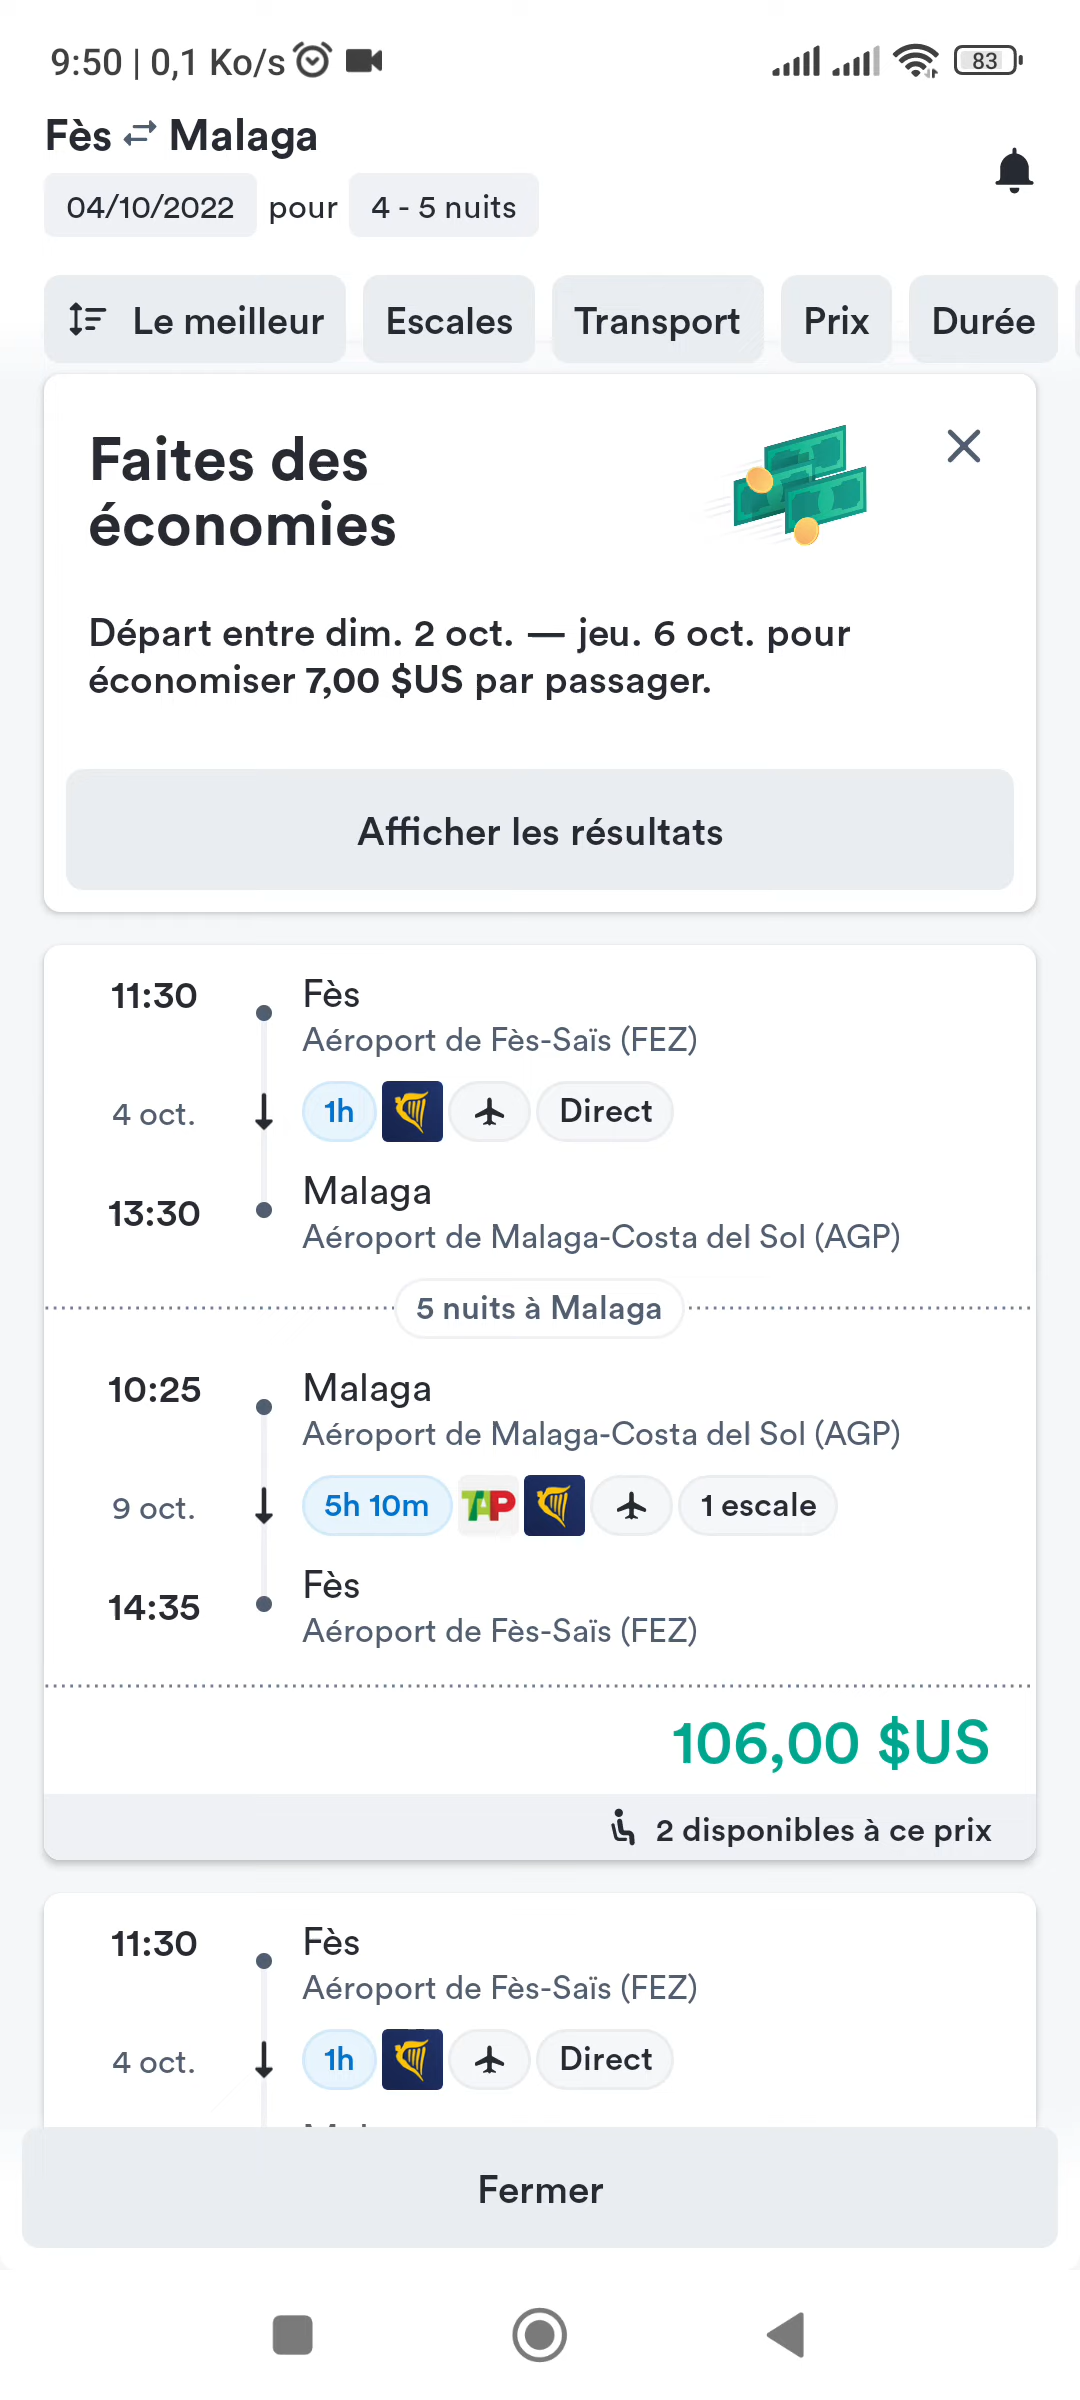 9:50 | 0,1 Ko/s
83
Fès Malaga
04/10/2022 pour 4 - 5 nuits
Le meilleur Escales Transport Prix Durée
Faites des
économies
Départ entre dim. 2 oct. — jeu. 6 oct. pour
économiser 7,00 $US par passager.
Afficher les résultats
11:30 Fès
Aéroport de Fès-Saïs (FEZ)
4 oct. 1h Direct
13:30 Malaga
Aéroport de Malaga-Costa del Sol (AGP)
5 nuits à Malaga
10:25 Malaga
Aéroport de Malaga-Costa del Sol (AGP)
9 oct. 5h 10m TAP 1 escale
14:35 Fès
Aéroport de Fès-Saïs (FEZ)
106,00 $US
2 disponibles à ce prix
11:30 Fès
Aéroport de Fès-Saïs (FEZ)
4 oct. 1h Direct
Fermer